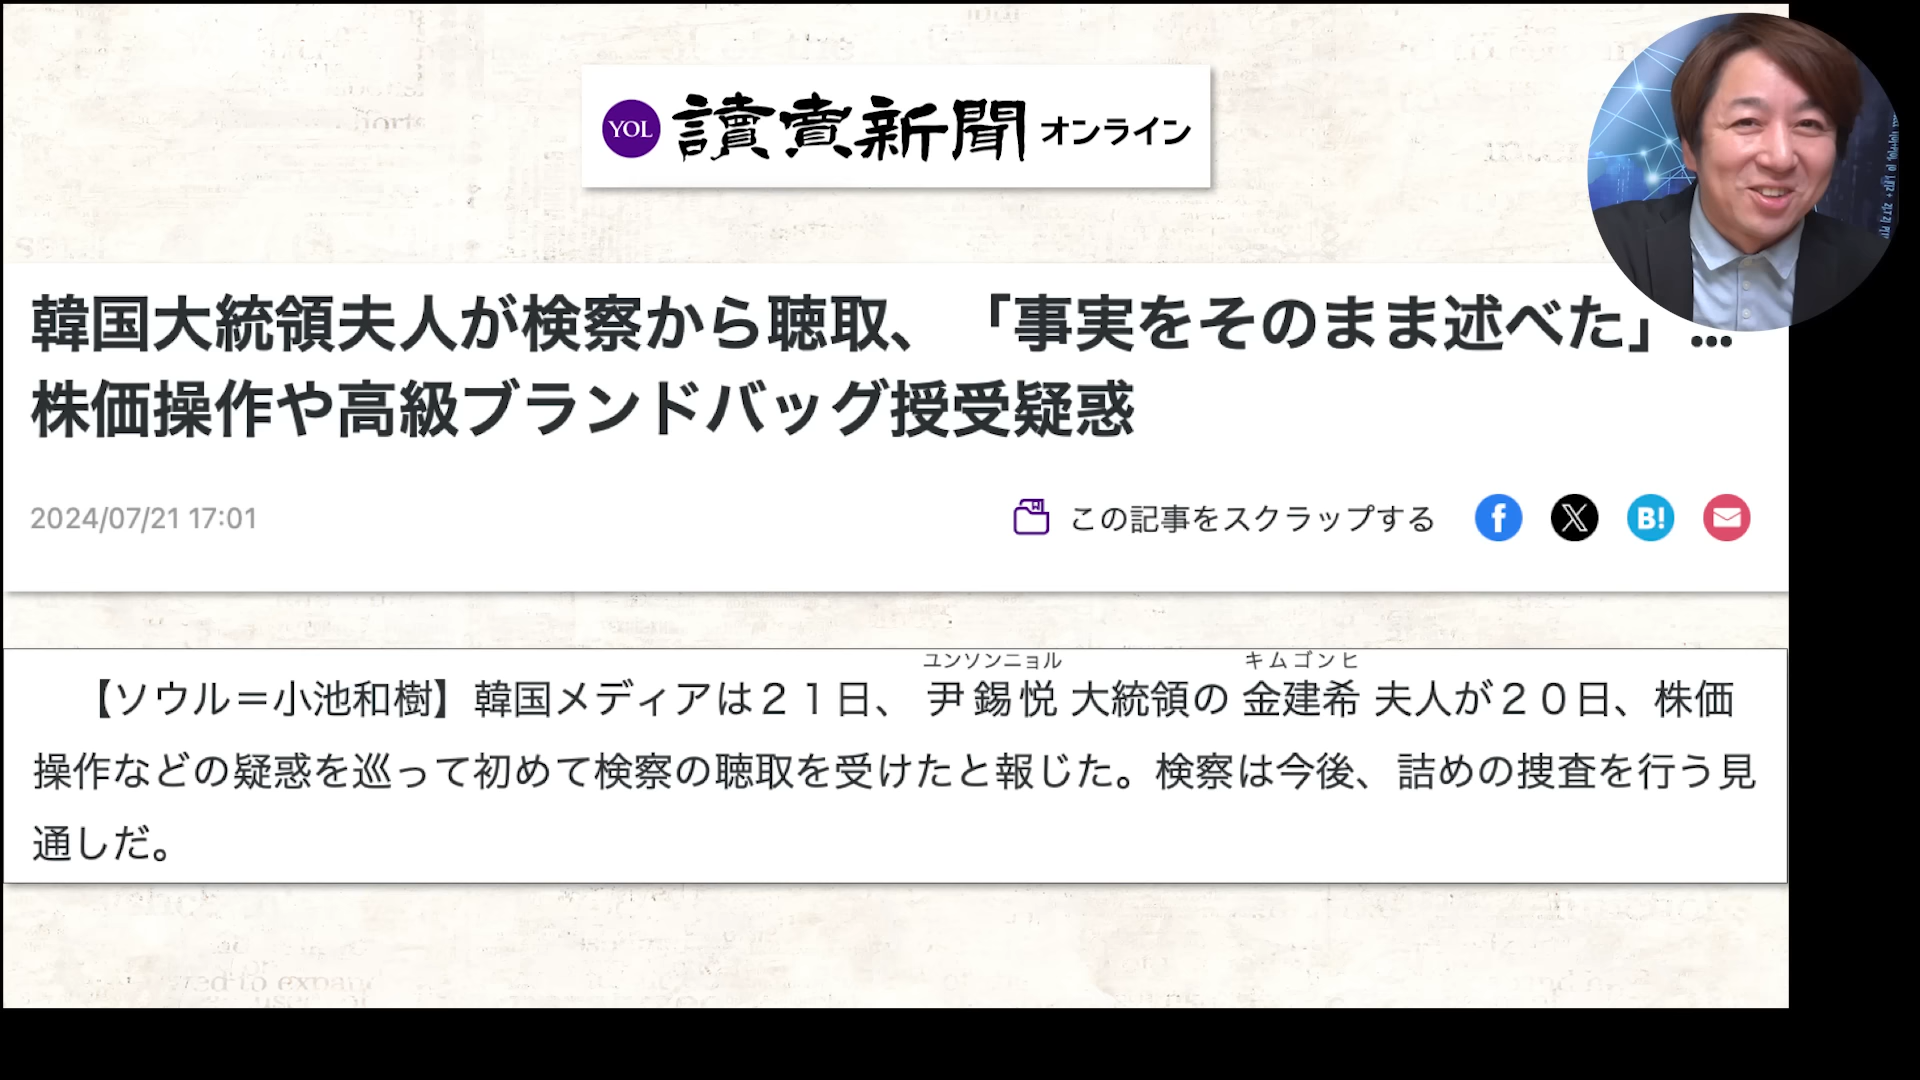 YOL 讀賣新聞 オンライン
韓国大統領夫人が検察から聴取、「事実をそのまま述べた」…
株価操作や高級ブランドバッグ授受疑惑
2024/07/21 17:01
この記事をスクラップする
f X B! 
ユンソンニョル キムゴンヒ
【ソウル=小池和樹】韓国メディアは21日、尹錫悦大統領の金建希夫人が20日、株価
操作などの疑惑を巡って初めて検察の聴取を受けたと報じた。検察は今後、詰めの捜査を行う見
通しだ。